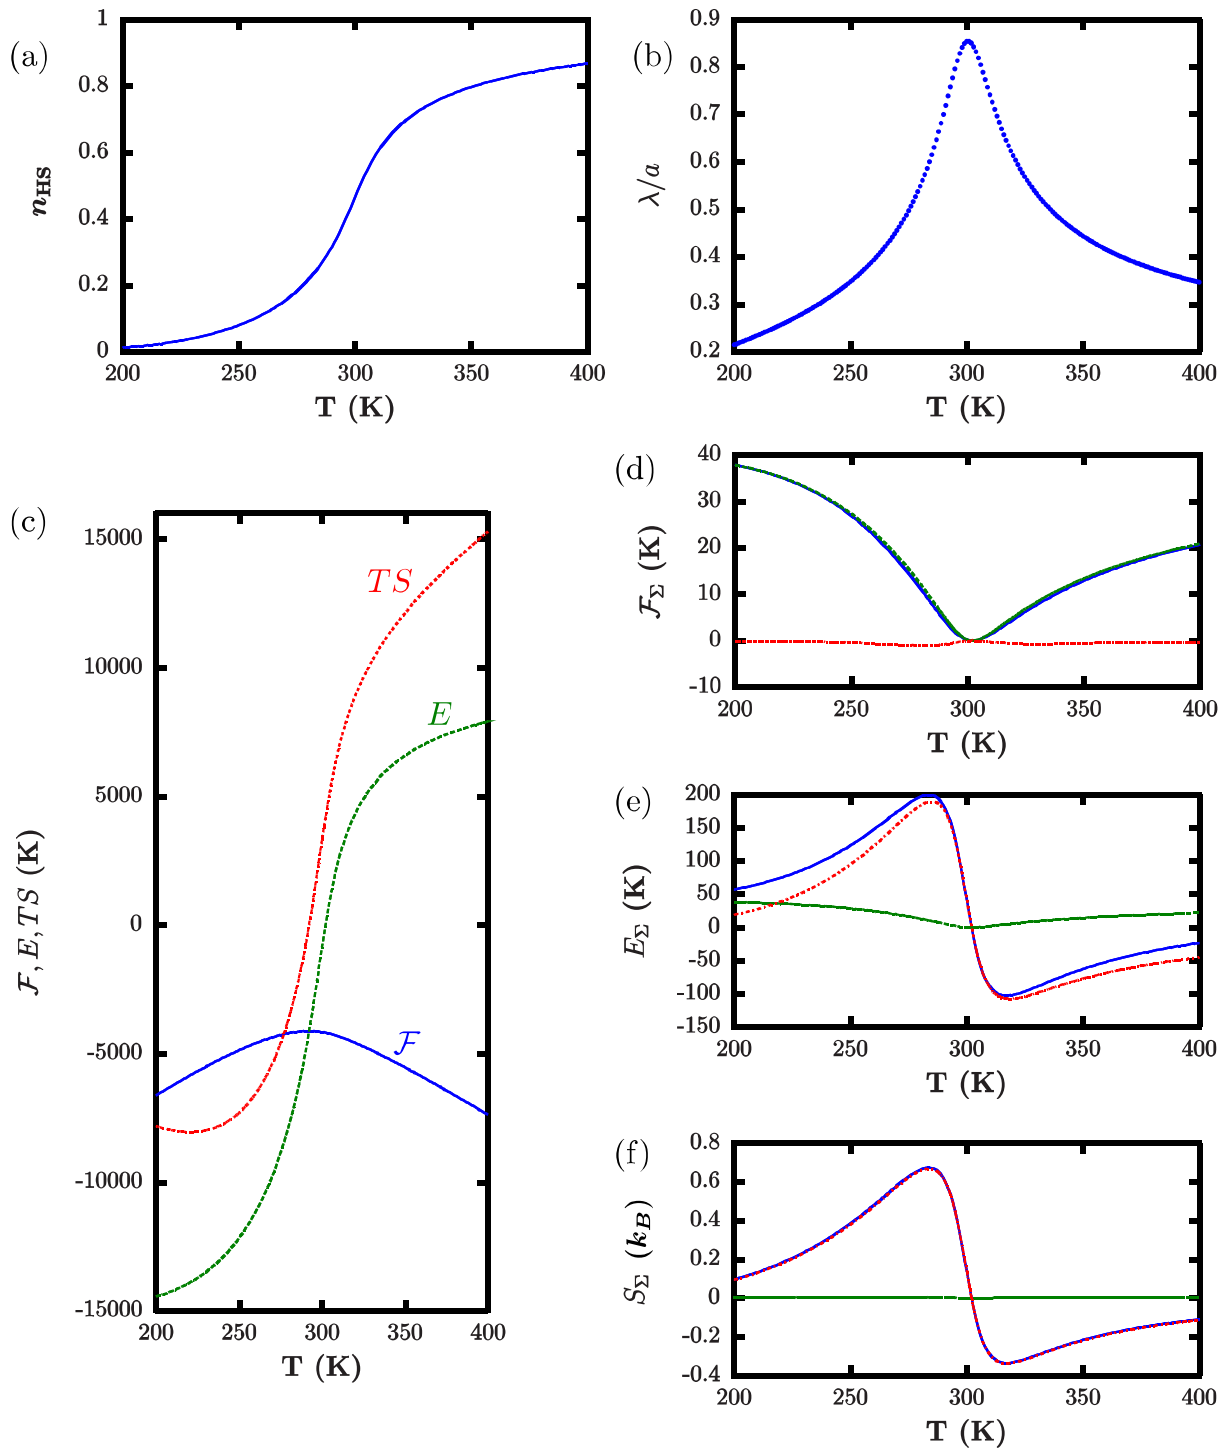 (a)
1
0.8
0.6
0.4
0.2
0
n_HS
200 250 300 350 400
T (K)
(b)
0.9
0.8
0.7
0.6
0.5
0.4
0.3
0.2
λ/a
200 250 300 350 400
T (K)
(c)
15000
10000
5000
0
-5000
-10000
-15000
ℱ, E, TS (K)
TS
E
ℱ
200 250 300 350 400
T (K)
(d)
40
30
20
10
0
-10
ℱ_Σ (K)
200 250 300 350 400
T (K)
(e)
200
150
100
50
0
-50
-100
-150
E_Σ (K)
200 250 300 350 400
T (K)
(f)
0.8
0.6
0.4
0.2
0
-0.2
-0.4
S_Σ (k_B)
200 250 300 350 400
T (K)